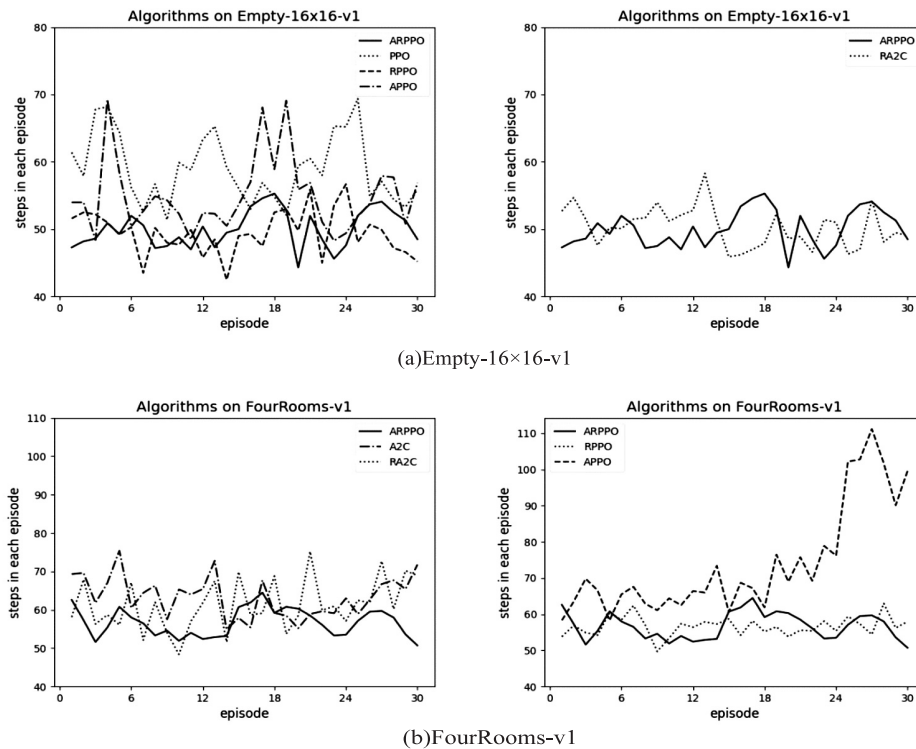 Algorithms on Empty-16x16-v1
80
70
60
50
40
0
6
12
18
24
30
steps in each episode
episode
ARPPO
PPO
RPPO
APPO
Algorithms on Empty-16x16-v1
80
70
60
50
40
0
6
12
18
24
30
steps in each episode
episode
ARPPO
RA2C
(a)Empty-16×16-v1
Algorithms on FourRooms-v1
110
100
90
80
70
60
50
40
0
6
12
18
24
30
steps in each episode
episode
ARPPO
A2C
RA2C
Algorithms on FourRooms-v1
110
100
90
80
70
60
50
40
0
6
12
18
24
30
steps in each episode
episode
ARPPO
RPPO
APPO
(b)FourRooms-v1